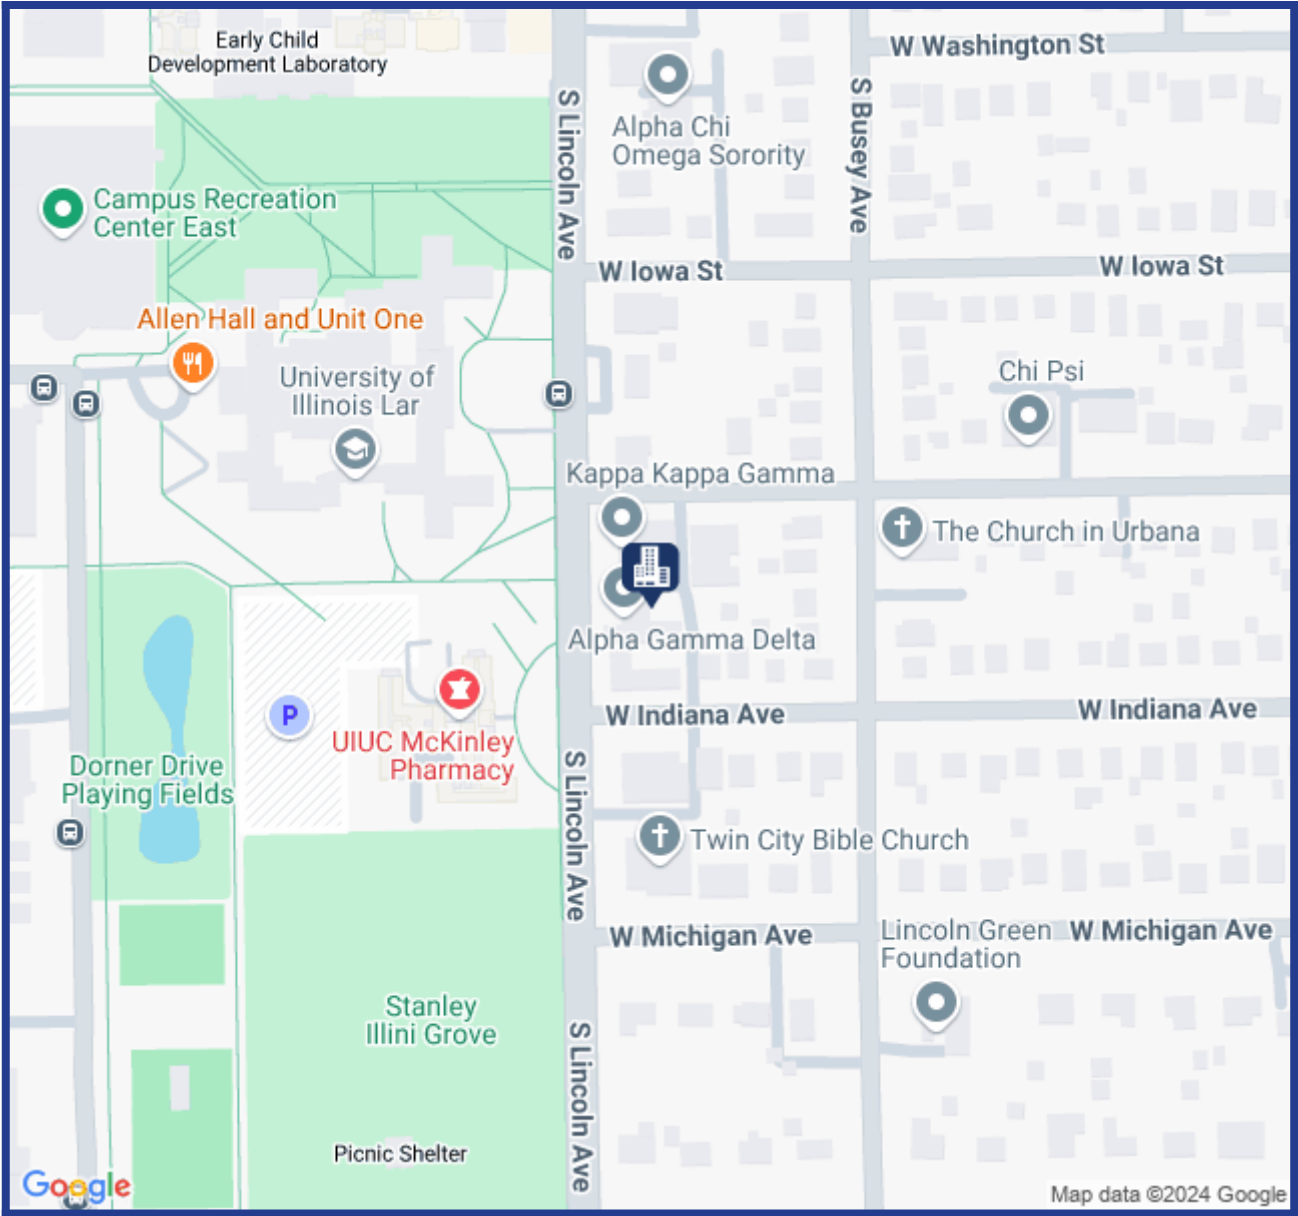 Early Child
Development Laboratory
W Washington St
S Lincoln Ave
S Busey Ave
Alpha Chi
Omega Sorority
Campus Recreation
Center East
W Iowa St
W Iowa St
Allen Hall and Unit One
University of
Illinois Lar
Chi Psi
Kappa Kappa Gamma
The Church in Urbana
Alpha Gamma Delta
P
W Indiana Ave
W Indiana Ave
UIUC McKinley
Pharmacy
Dorner Drive
Playing Fields
S Lincoln Ave
Twin City Bible Church
W Michigan Ave
Lincoln Green
Foundation
W Michigan Ave
Stanley
Illini Grove
S Lincoln Ave
Picnic Shelter
Google
Map data ©2024 Google